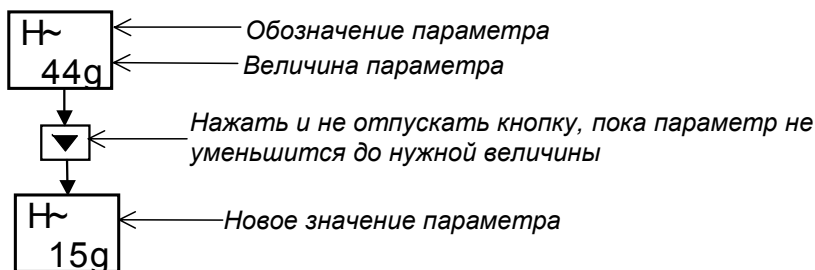 H~
Обозначение параметра
44g
Величина параметра
Нажать и не отпускать кнопку, пока параметр не
уменьшится до нужной величины
H~
Новое значение параметра
15g